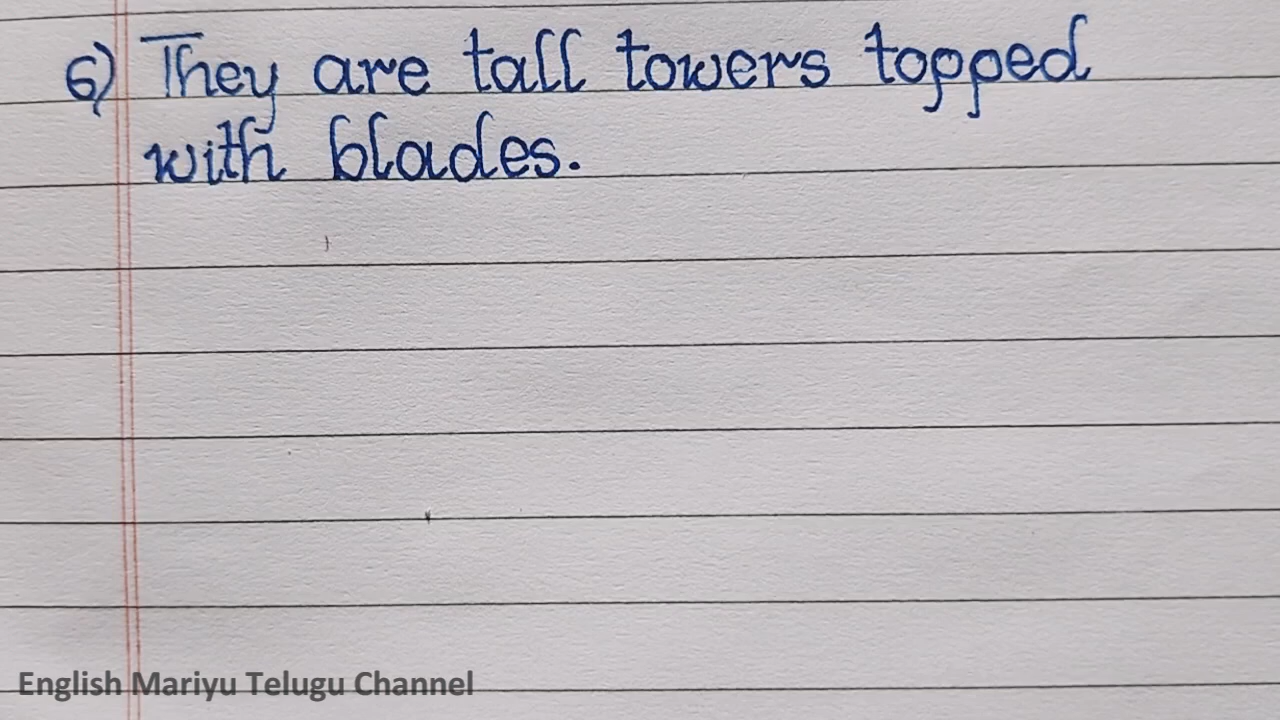 6) They are tall towers topped
with blades.
English Mariyu Telugu Channel